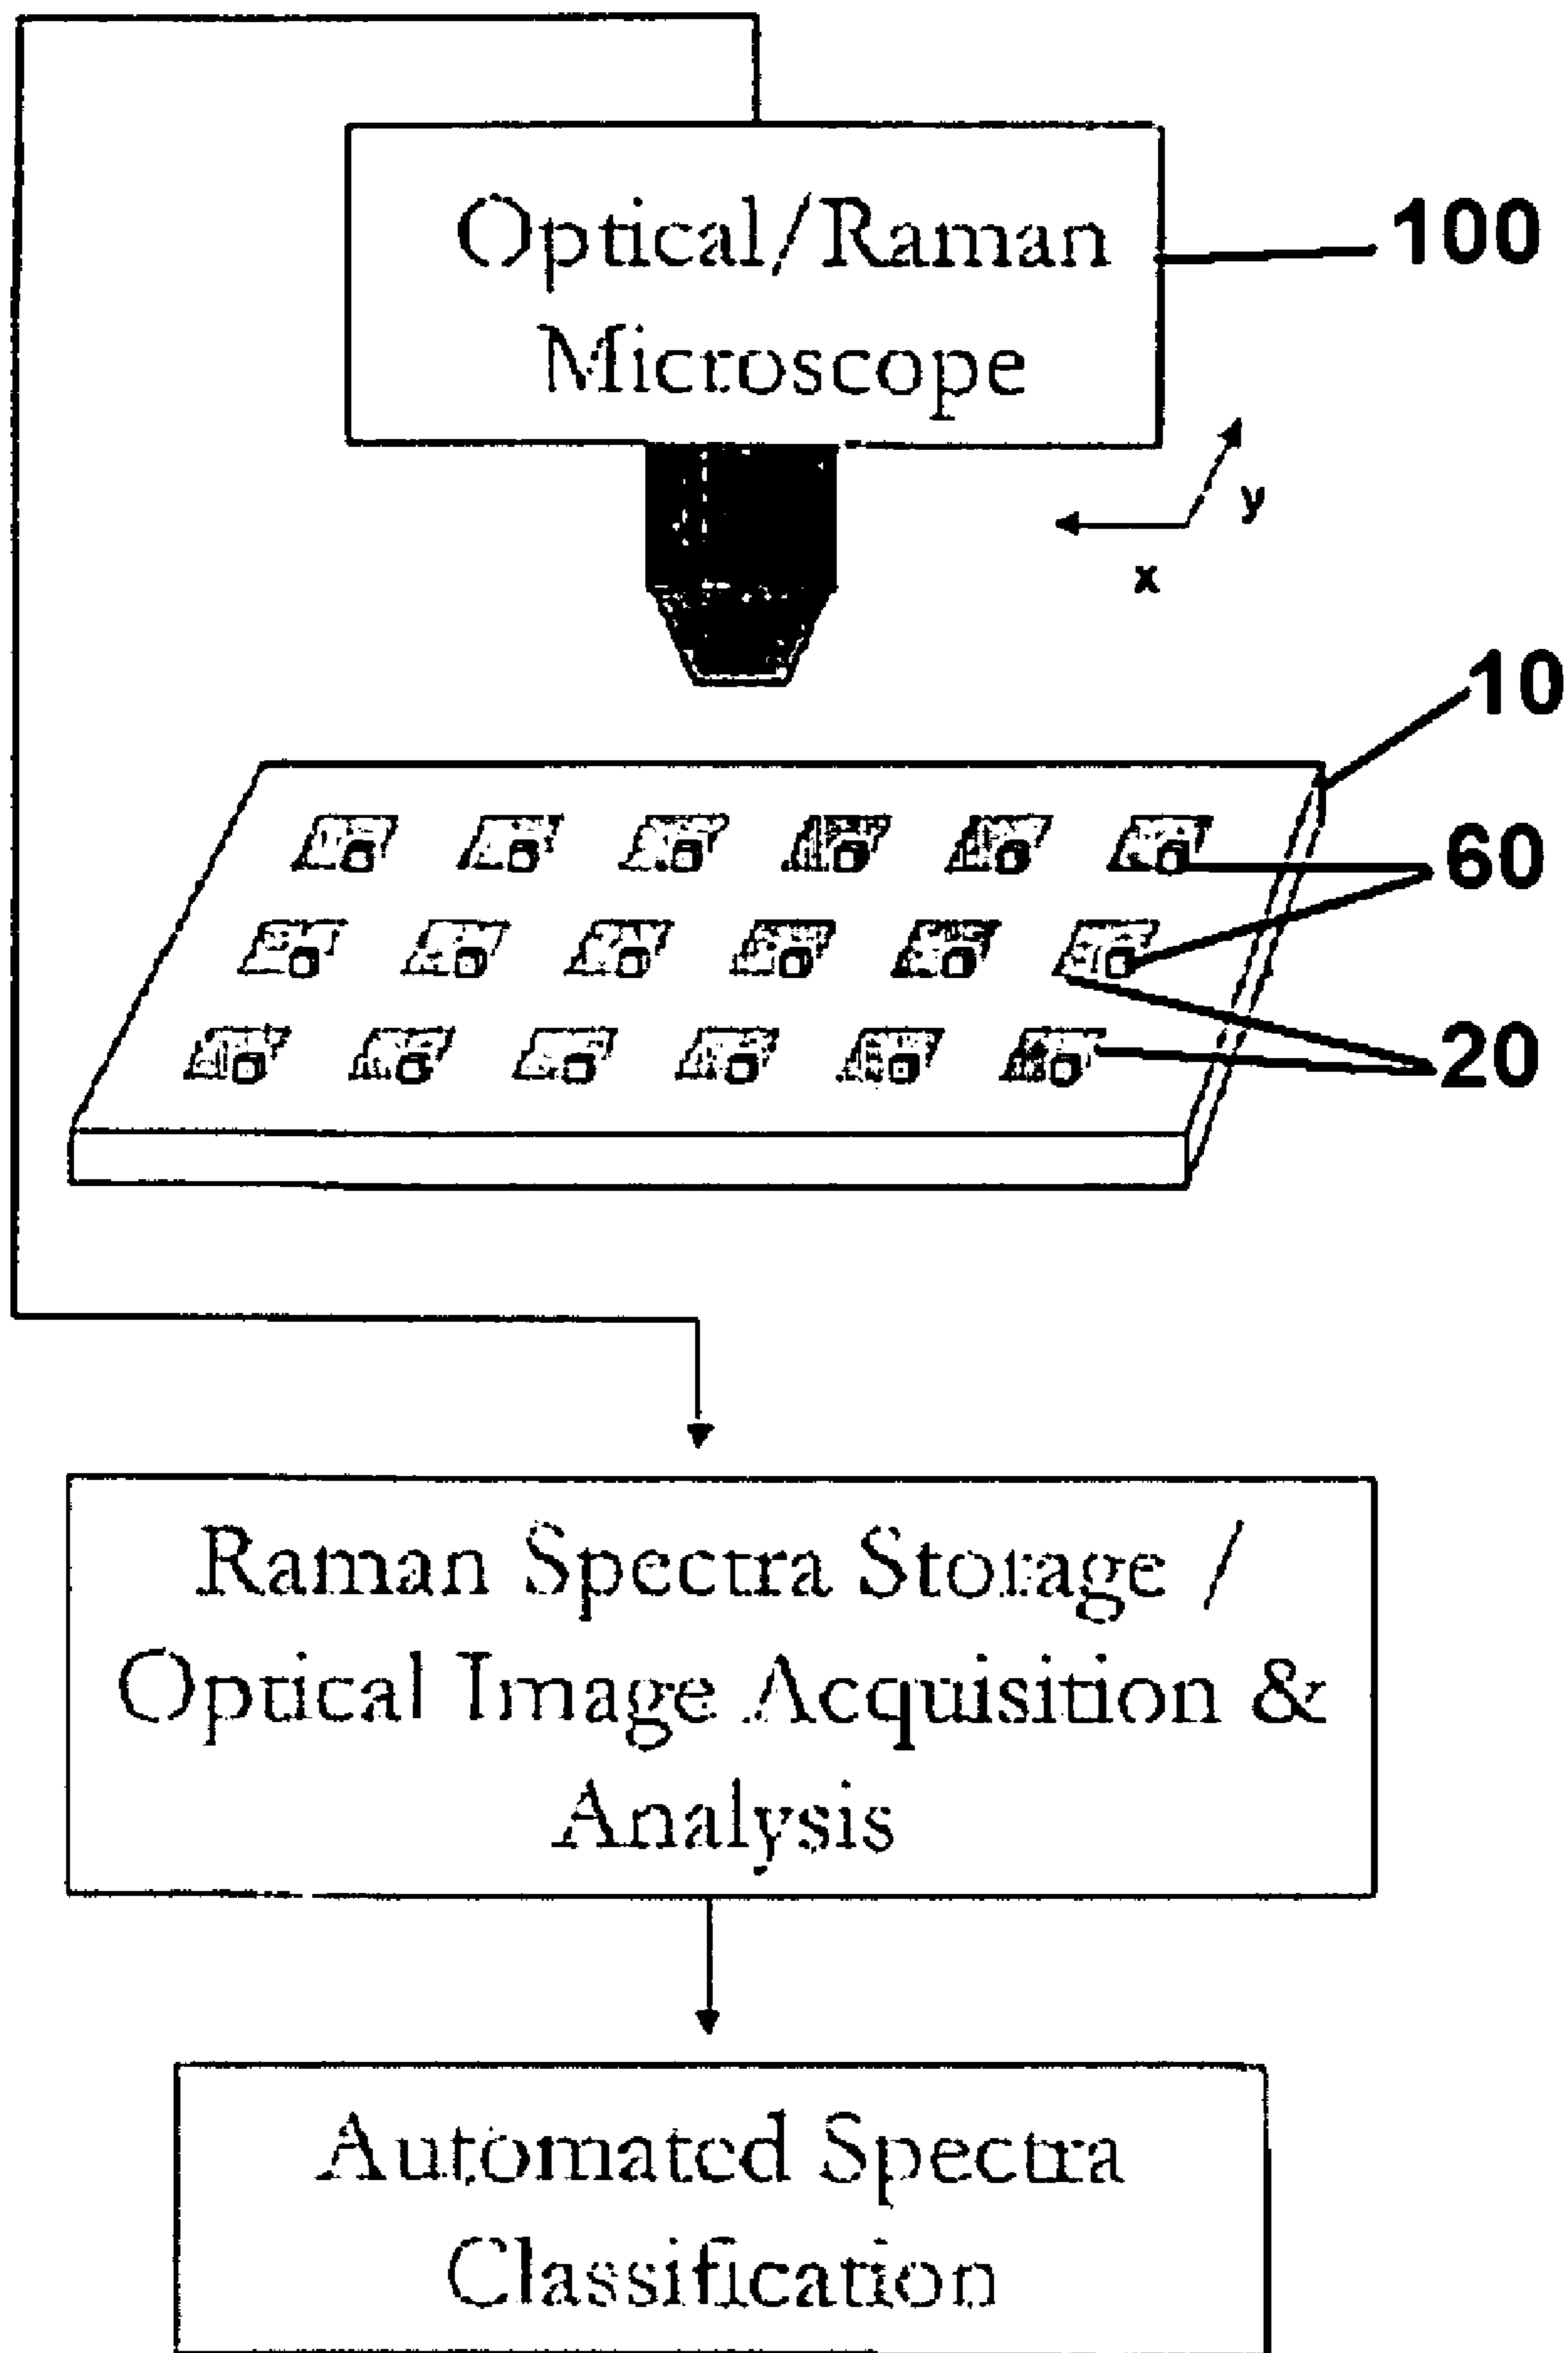 Optical/Raman
Microscope
100
y
x
10
60
20
Raman Spectra Storage /
Optical Image Acquisition &
Analysis
Automated Spectra
Classification